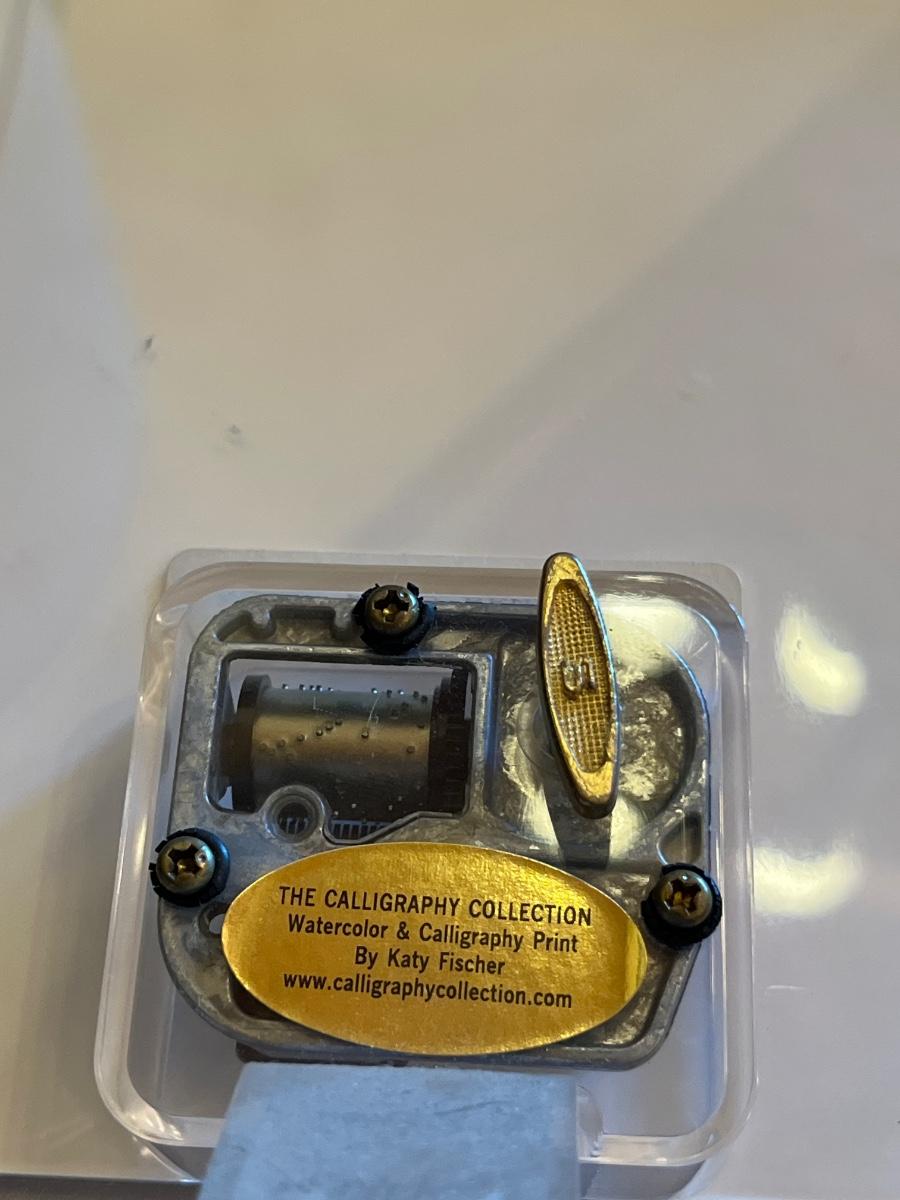 S
THE CALLIGRAPHY COLLECTION
Watercolor & Calligraphy Print
By Katy Fischer
www.calligraphycollection.com